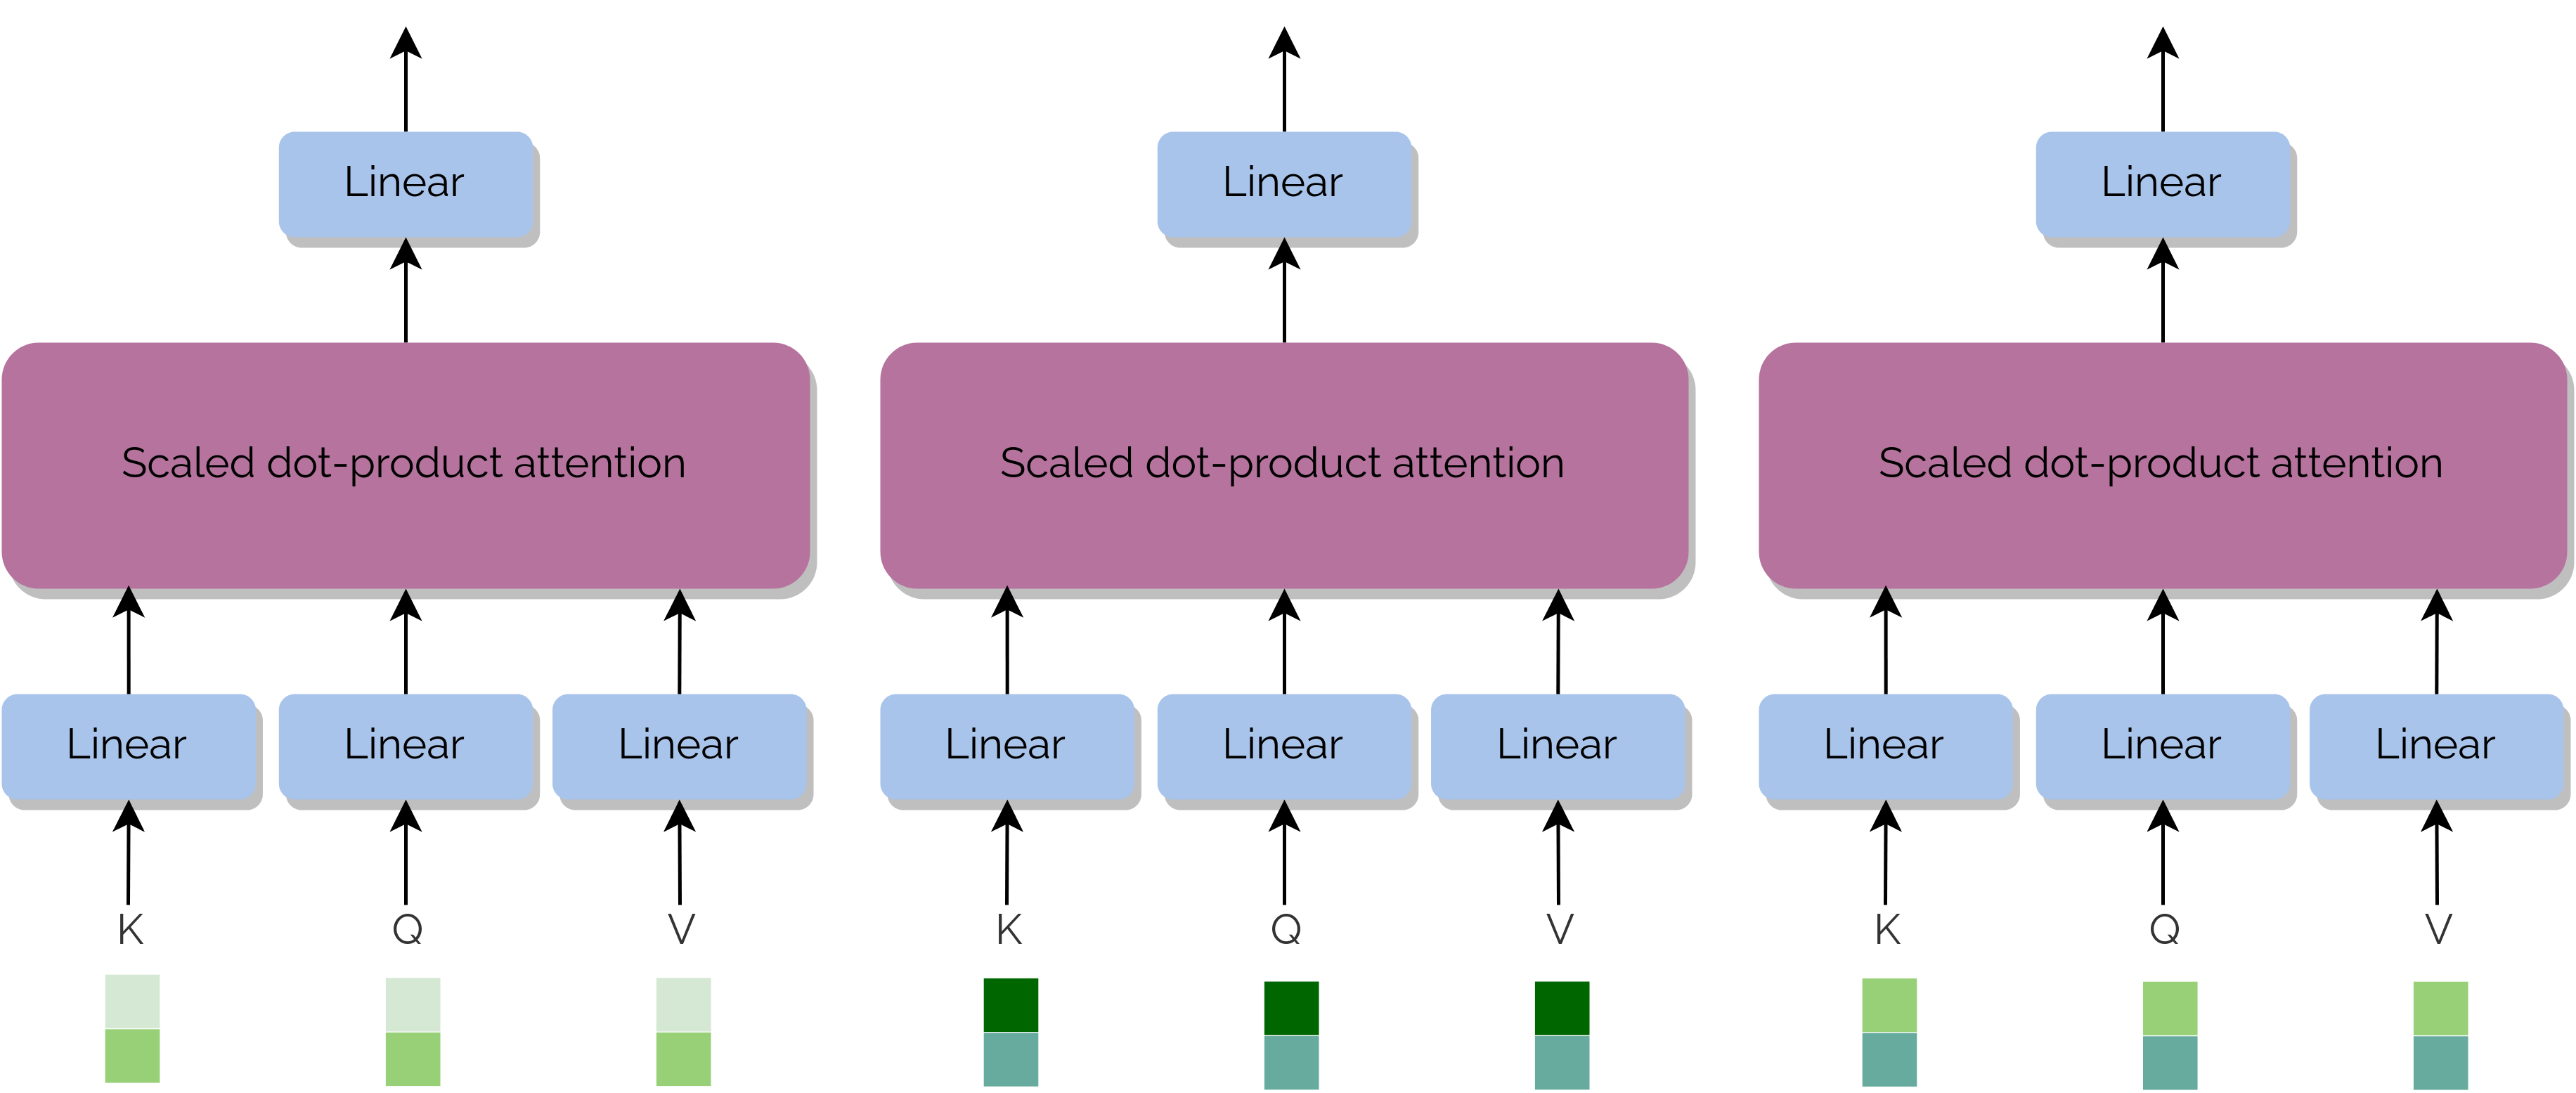 Linear Linear Linear
Scaled dot-product attention Scaled dot-product attention Scaled dot-product attention
Linear Linear Linear Linear Linear Linear Linear Linear Linear
K Q V K Q V K Q V